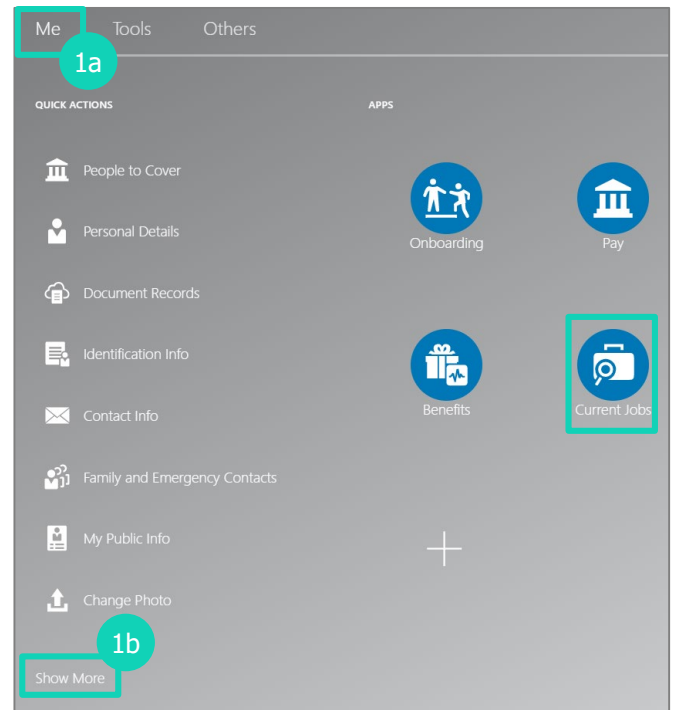 Me Tools Others
1a
QUICK ACTIONS
People to Cover
Personal Details
Document Records
Identification Info
Contact Info
Family and Emergency Contacts
My Public Info
Change Photo
1b
Show More
APPS
Onboarding Pay
Benefits Current Jobs